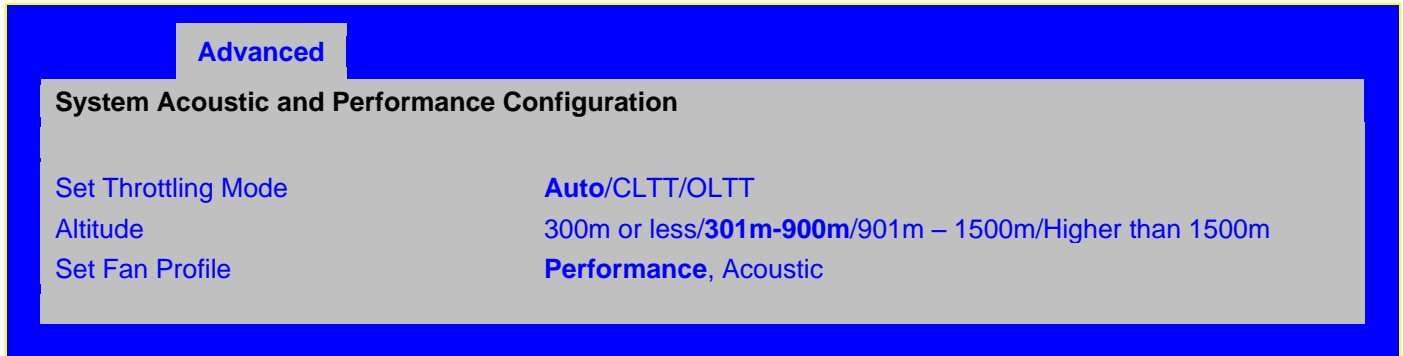 Advanced
System Acoustic and Performance Configuration
Set Throttling Mode Auto/CLTT/OLTT
Altitude 300m or less/301m-900m/901m – 1500m/Higher than 1500m
Set Fan Profile Performance, Acoustic